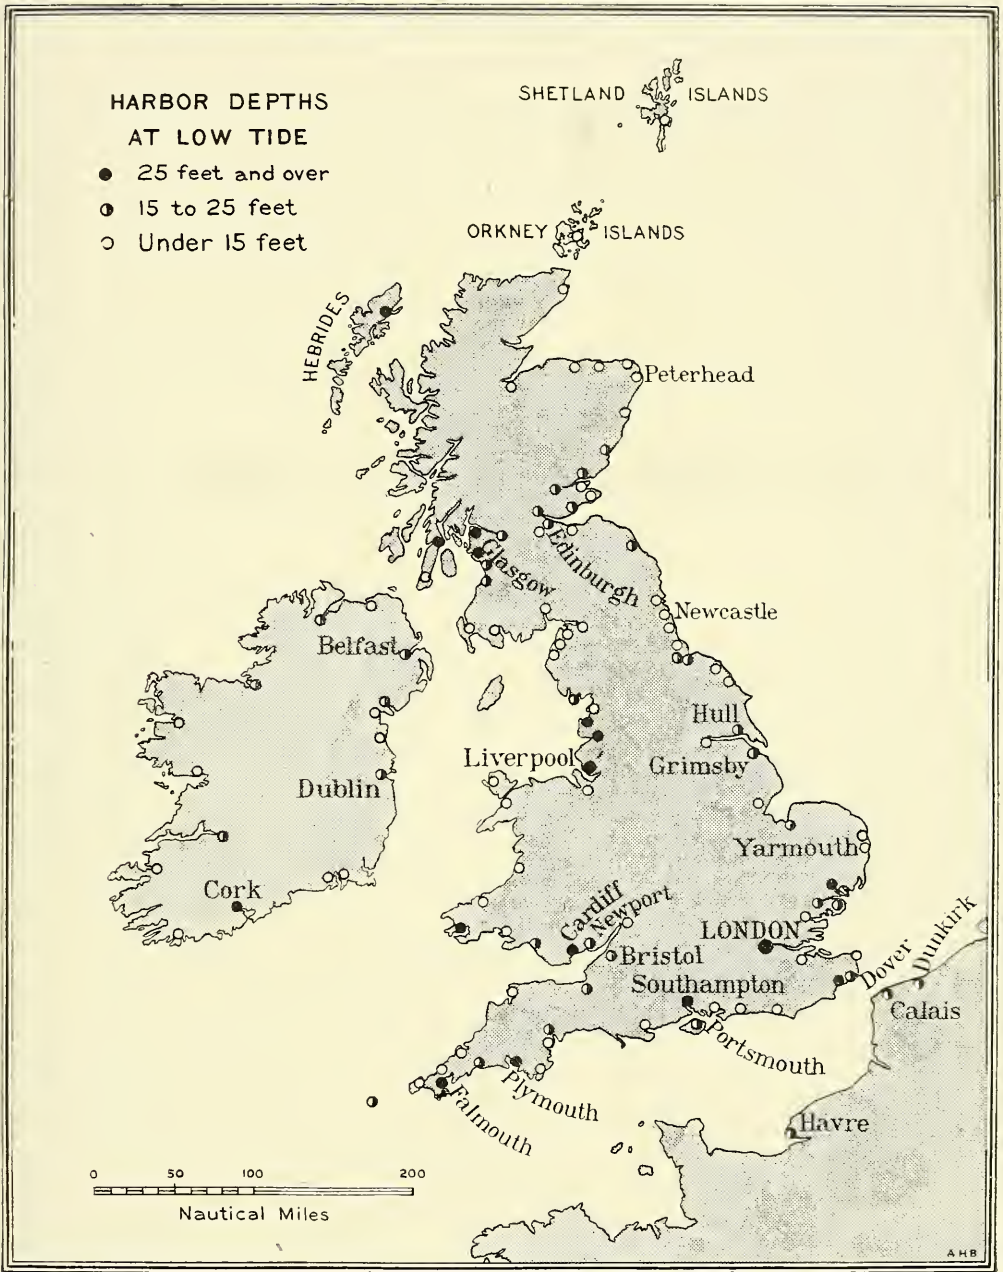 HARBOR DEPTHS
AT LOW TIDE
25 feet and over
15 to 25 feet
Under 15 feet
SHETLAND ISLANDS
ORKNEY ISLANDS
HEBRIDES
Peterhead
Glasgow
Edinburgh
Newcastle
Belfast
Hull
Liverpool
Grimsby
Dublin
Yarmouth
Cork
Cardiff
Newport
LONDON
Bristol
Dover
Dunkirk
Southampton
Calais
Portsmouth
Plymouth
Falmouth
Havre
0 50 100 200
Nautical Miles
A H B